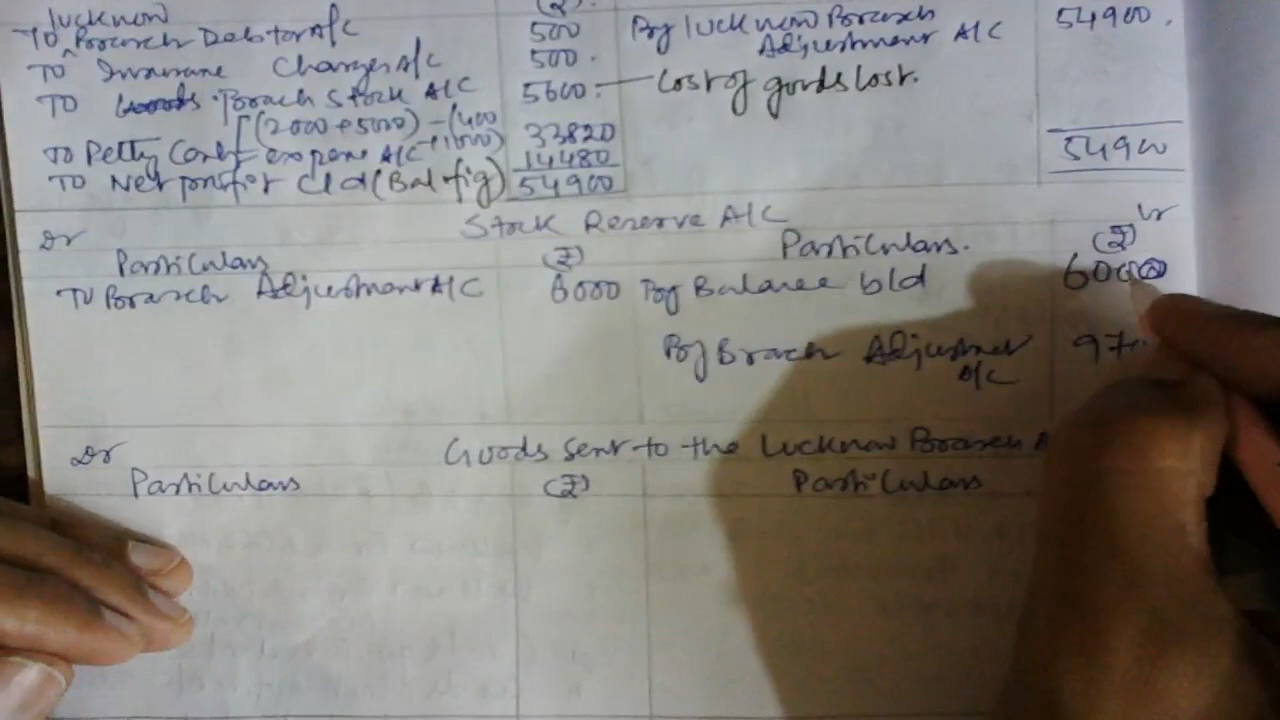 (₹).
Lucknow
To Branch Debtor A/c 500 By Lucknow Branch 54900.
Adjustment A/C
To Insurance Charges A/c 500.
To Goods Branch Stock A/C 5600. Cost of goods lost.
[(2000+5000) - (400
+1000)
To Petty Cash expense A/c 33820
To Net profit c/d (Bal fig) 14480
54900 54900
Stock Reserve A/C
Dr Cr
Particulars (₹) Particulars. (₹)
To Branch Adjustment A/C 6000 By Balance b/d 6000
By Branch Adjustment 97
A/C
Dr Goods Sent to the Lucknow Branch A
Particulars (₹) Particulars